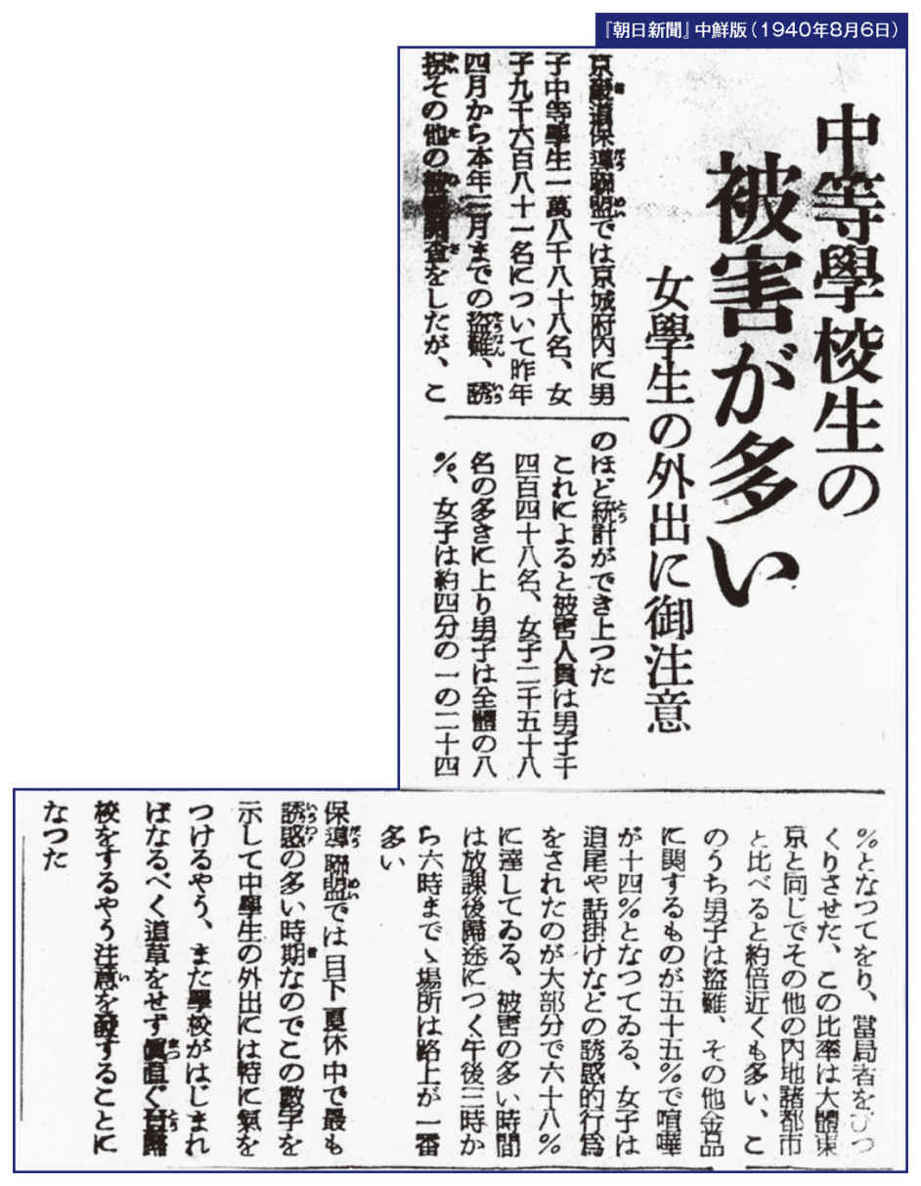 『朝日新聞』中鮮版（1940年8月6日）
中等學校生の
被害が多い
女學生の外出に御注意
京畿道保導聯盟では京城府內に男
子中等學生一萬八千八十八名、女
子九千六百八十一名について昨年
四月から本年三月までの盜難、誘
拐その他の被害調査をしたが、こ
のほど統計ができ上つた
これによると被害人員は男子千
四百四十八名、女子二千五十八
名の多きに上り男子は全體の八
％、女子は約四分の一の二十四
％となつてをり、當局者をびつ
くりさせた、この比率は大體東
京と同じでその他の內地諸都市
と比べると約倍近くも多い、こ
のうち男子は盜難、その他金品
に關するものが五十五％で喧嘩
が十四％となつてゐる、女子は
追尾や話掛けなどの誘惑的行爲
をされたのが大部分で六十八％
に達してゐる、被害の多い時間
は放課後歸途につく午後三時か
ら六時まで、場所は路上が一番
多い
保導聯盟では目下夏休中で最も
誘惑の多い時期なのでこの數字を
示して中學生の外出には特に氣を
つけるやう、また學校がはじまれ
ばなるべく道草をせず眞直ぐ
校をするやう注意をすることに
なつた